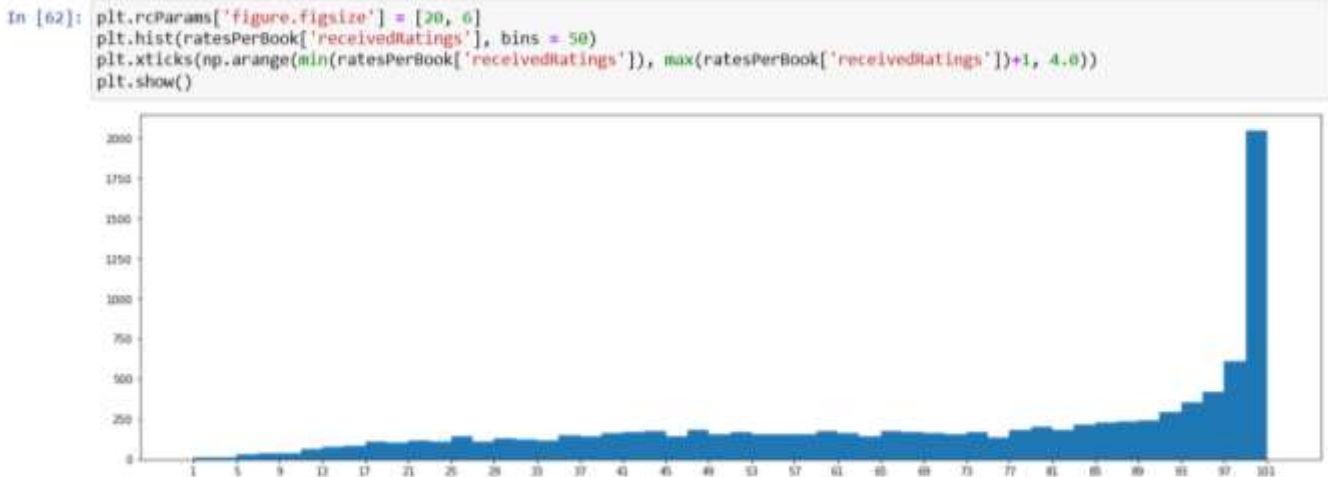 In [62]: plt.rcParams['figure.figsize'] = [20, 6]
plt.hist(ratesPerBook['receivedRatings'], bins = 50)
plt.xticks(np.arange(min(ratesPerBook['receivedRatings']), max(ratesPerBook['receivedRatings'])+1, 4.0))
plt.show()
2000
1750
1500
1250
1000
750
500
250
0
1 5 9 13 17 21 25 29 33 37 41 45 49 53 57 61 65 69 73 77 81 85 89 93 97 101